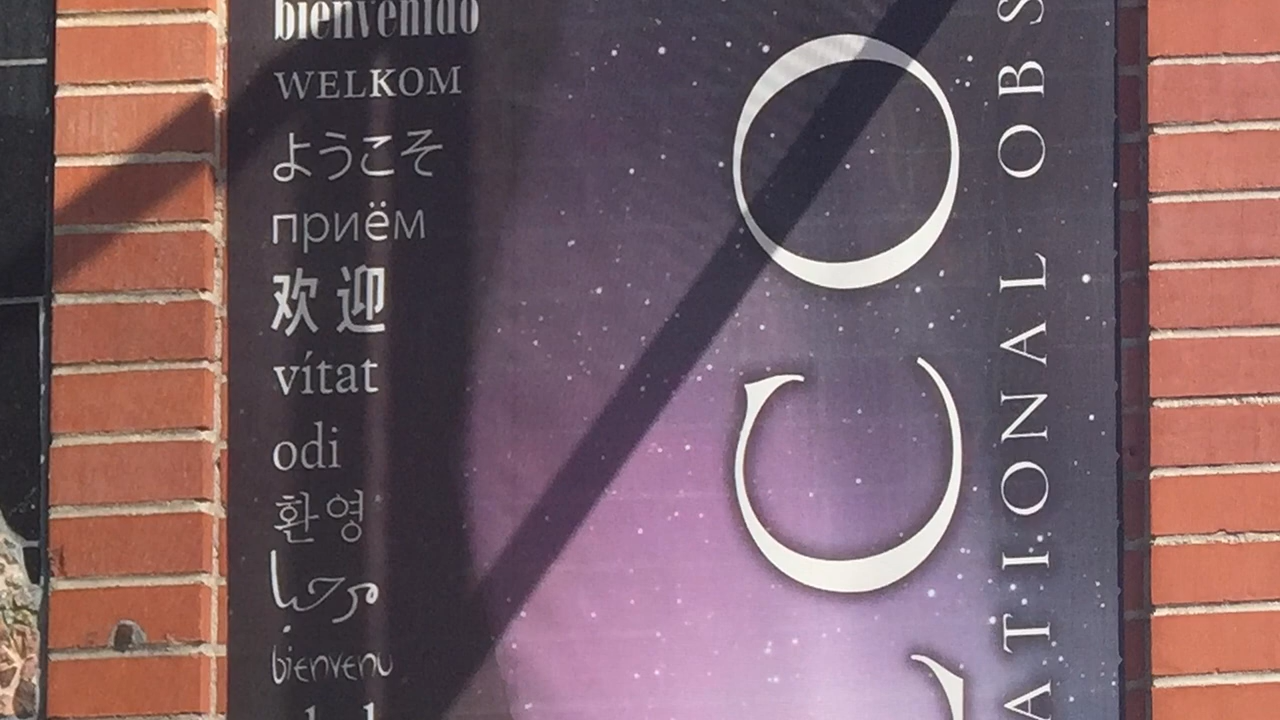 bienvenido
WELKOM
ようこそ
приём
欢迎
vítat
odi
환영
مرحبا
bienvenu
CO
ATIONAL OBS